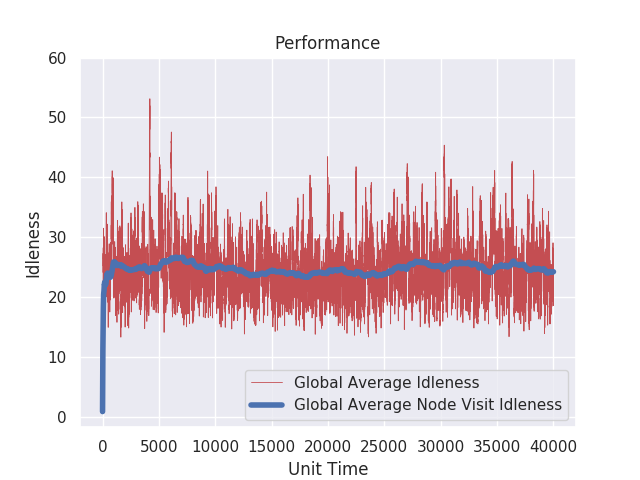 Performance
60
50
40
30
20
10
0
Idleness
Global Average Idleness
Global Average Node Visit Idleness
0 5000 10000 15000 20000 25000 30000 35000 40000
Unit Time